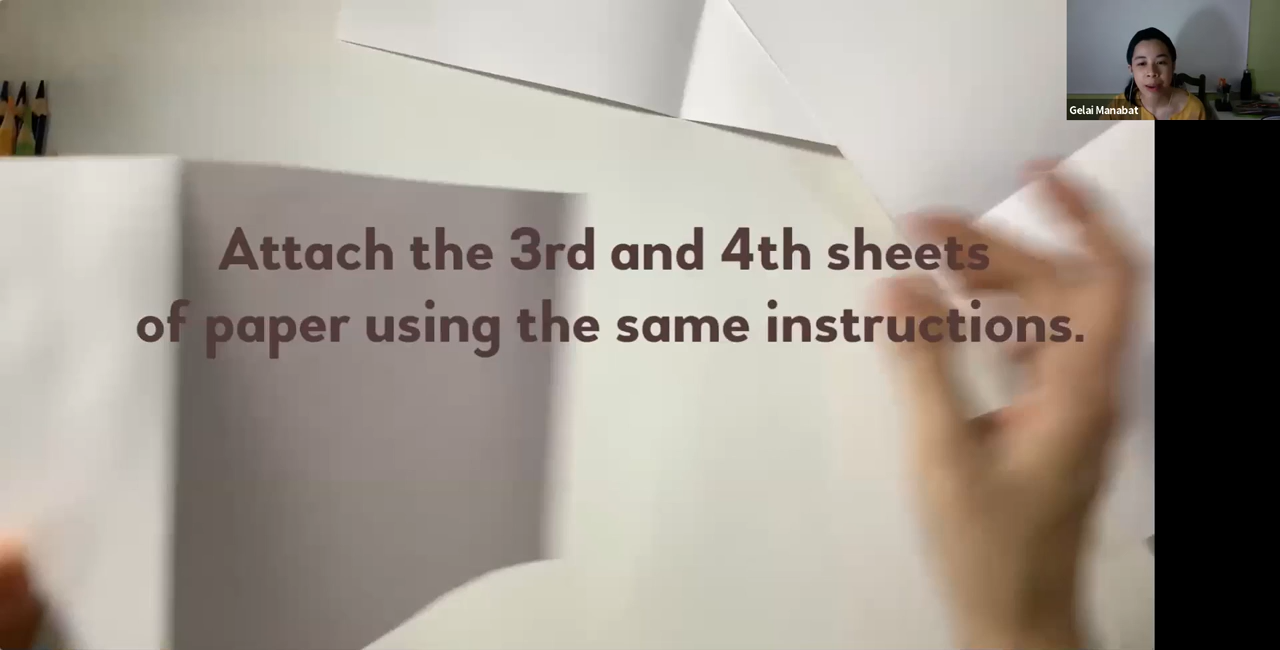 Gelai Manabat
Attach the 3rd and 4th sheets
of paper using the same instructions.